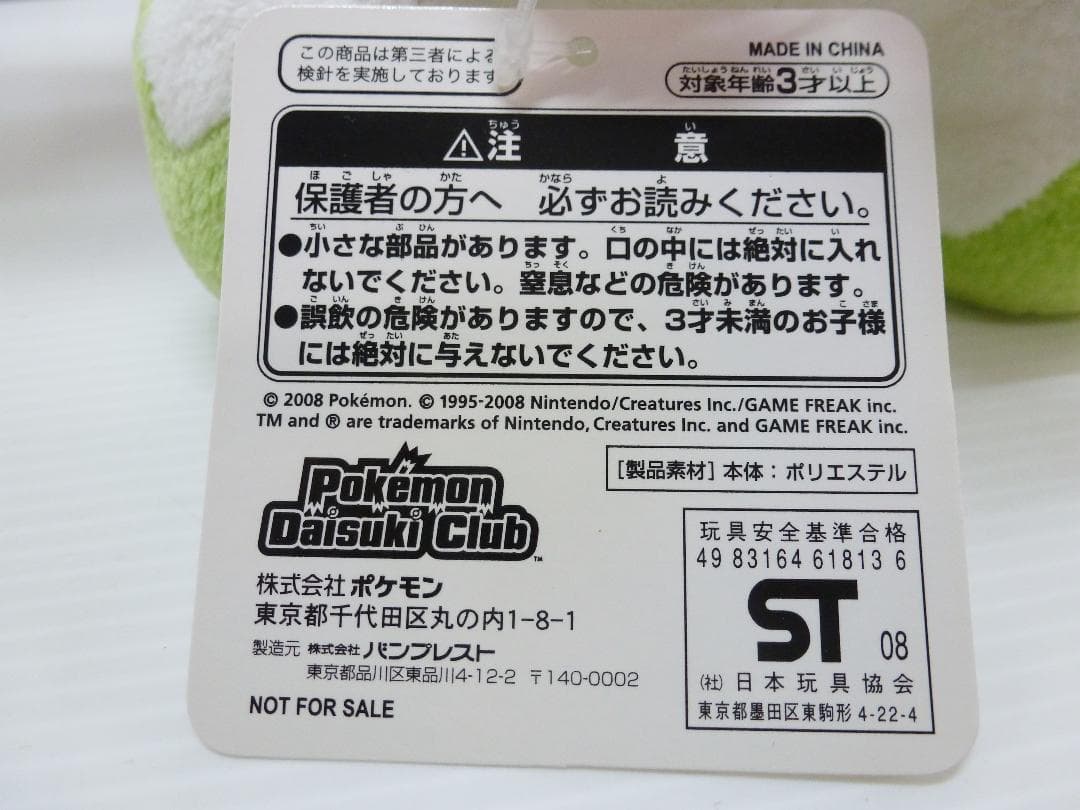 この商品は第三者による
検針を実施しております
MADE IN CHINA
対象年齢3才以上
⚠注 意
保護者の方へ 必ずお読みください。
●小さな部品があります。口の中には絶対に入れ
ないでください。窒息などの危険があります。
●誤飲の危険がありますので、3才未満のお子様
には絶対に与えないでください。
© 2008 Pokémon. © 1995-2008 Nintendo/Creatures Inc./GAME FREAK inc.
TM and ® are trademarks of Nintendo, Creatures Inc. and GAME FREAK inc.
[製品素材] 本体：ポリエステル
Pokémon
Daisuki Club™
株式会社 ポケモン
東京都千代田区丸の内1-8-1
製造元 株式会社 バンプレスト
東京都品川区東品川4-12-2 〒140-0002
NOT FOR SALE
玩具安全基準合格
49 83164 61813 6
ST 08
(社) 日本玩具協会
東京都墨田区東駒形 4-22-4